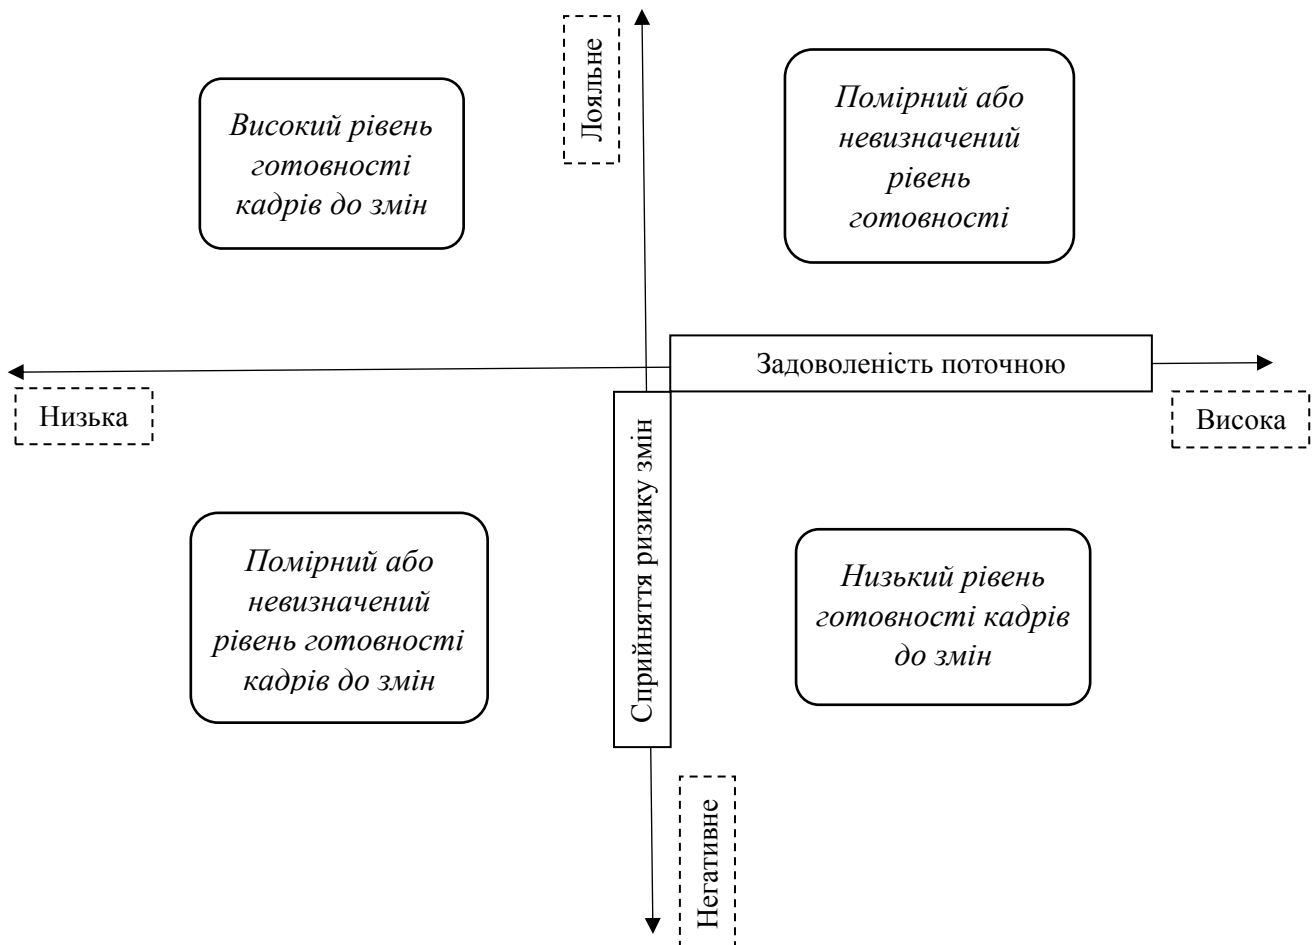 Лояльне
Високий рівень
готовності
кадрів до змін
Помірний або
невизначений
рівень
готовності
Задоволеність поточною
Низька
Висока
Сприйняття ризику змін
Помірний або
невизначений
рівень готовності
кадрів до змін
Низький рівень
готовності кадрів
до змін
Негативне